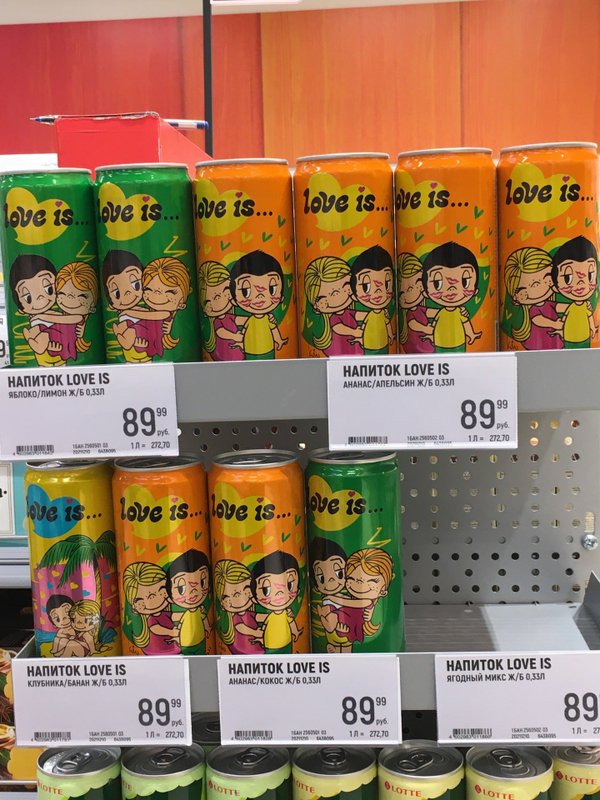 love is...
love is...
love is...
love is...
love is...
love is...
НАПИТОК LOVE IS
ЯБЛОКО/ЛИМОН Ж/Б 0,33Л
89 99
руб.
1 Л = 272,70
НАПИТОК LOVE IS
АНАНАС/АПЕЛЬСИН Ж/Б 0,33Л
89 99
руб.
1 Л = 272,70
love is...
love is...
love is...
love is...
НАПИТОК LOVE IS
КЛУБНИКА/БАНАН Ж/Б 0,33Л
89 99
руб.
1 Л = 272,70
НАПИТОК LOVE IS
АНАНАС/КОКОС Ж/Б 0,33Л
89 99
руб.
1 Л = 272,70
НАПИТОК LOVE IS
ЯГОДНЫЙ МИКС Ж/Б 0,33Л
89
1 Л =
LOTTE
LOTTE
LOTTE
LOTTE